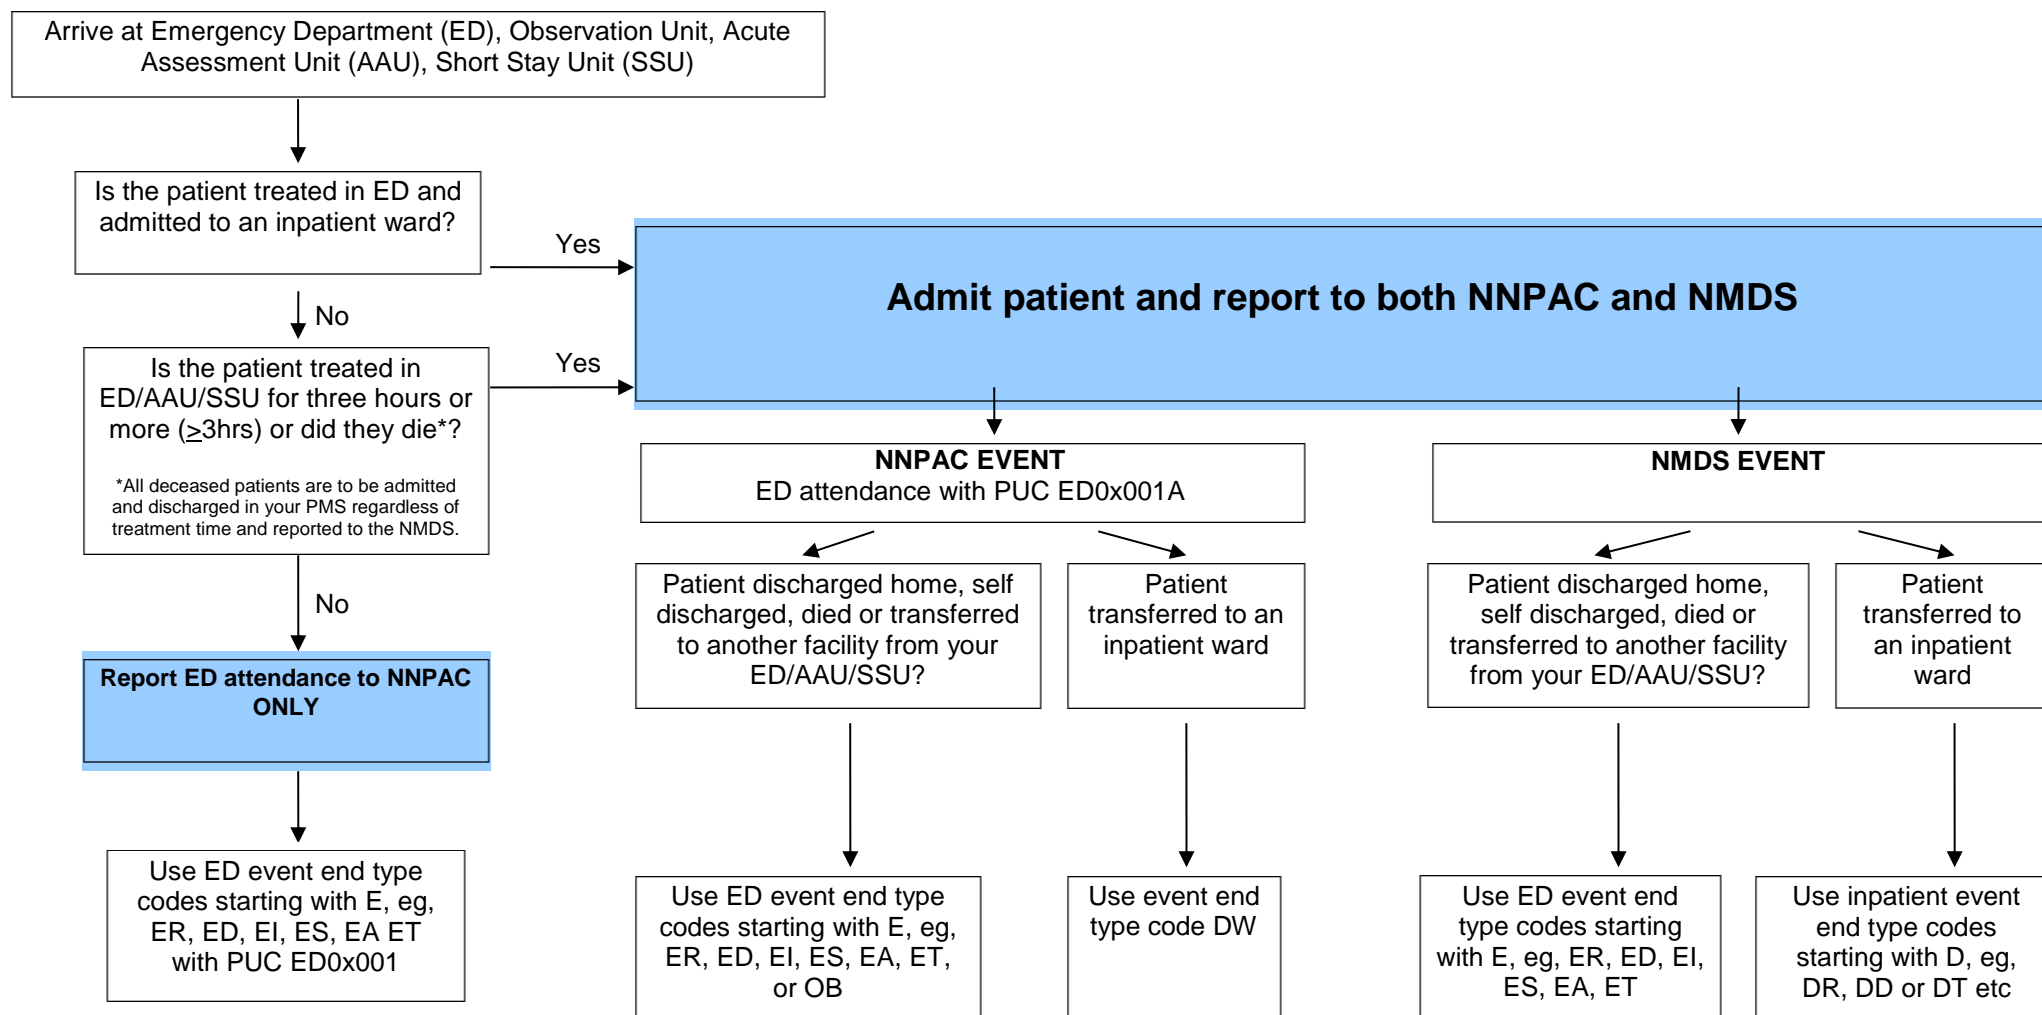 Arrive at Emergency Department (ED), Observation Unit, Acute
Assessment Unit (AAU), Short Stay Unit (SSU)
Is the patient treated in ED and
admitted to an inpatient ward?
Yes
Admit patient and report to both NNPAC and NMDS
No
Is the patient treated in
ED/AAU/SSU for three hours or
more (≥3hrs) or did they die*?
*All deceased patients are to be admitted
and discharged in your PMS regardless of
treatment time and reported to the NMDS.
Yes
NNPAC EVENT
ED attendance with PUC ED0x001A
NMDS EVENT
No
Patient discharged home, self
discharged, died or transferred
to another facility from your
ED/AAU/SSU?
Patient
transferred to an
inpatient ward
Patient discharged home,
self discharged, died or
transferred to another facility
from your ED/AAU/SSU?
Patient
transferred to
an inpatient
ward
Report ED attendance to NNPAC
ONLY
Use ED event end type
codes starting with E, eg,
ER, ED, EI, ES, EA ET
with PUC ED0x001
Use ED event end type
codes starting with E, eg,
ER, ED, EI, ES, EA, ET,
or OB
Use event end
type code DW
Use ED event end
type codes starting
with E, eg, ER, ED, EI,
ES, EA, ET
Use inpatient event
end type codes
starting with D, eg,
DR, DD or DT etc